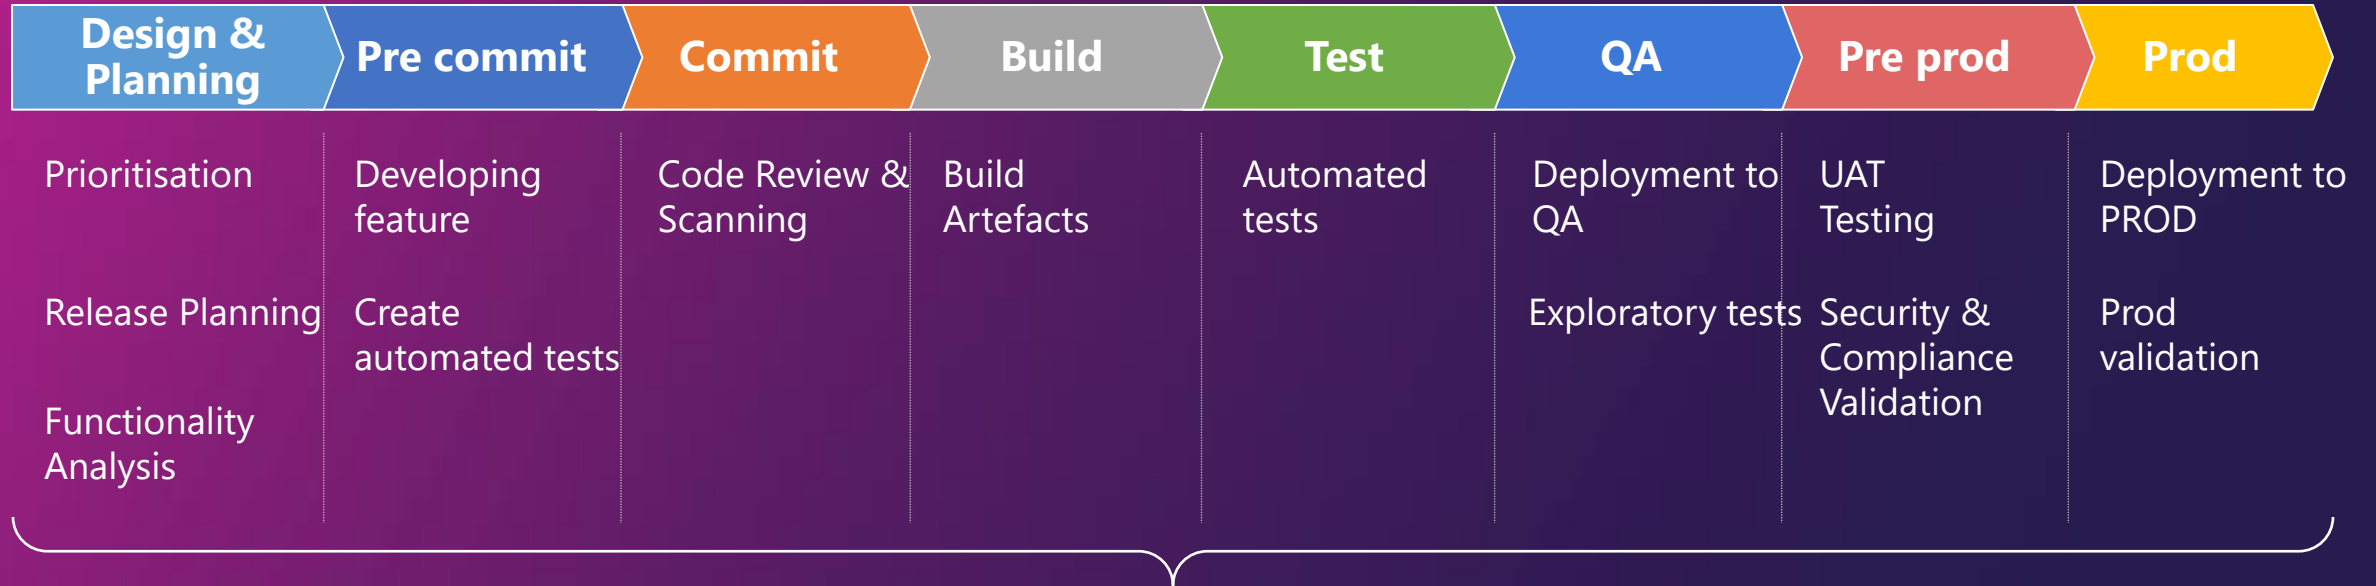 Design &
Planning
Pre commit
Commit
Build
Test
QA
Pre prod
Prod
Prioritisation
Release Planning
Functionality
Analysis
Developing
feature
Create
automated tests
Code Review &
Scanning
Build
Artefacts
Automated
tests
Deployment to
QA
Exploratory tests
UAT
Testing
Security &
Compliance
Validation
Deployment to
PROD
Prod
validation